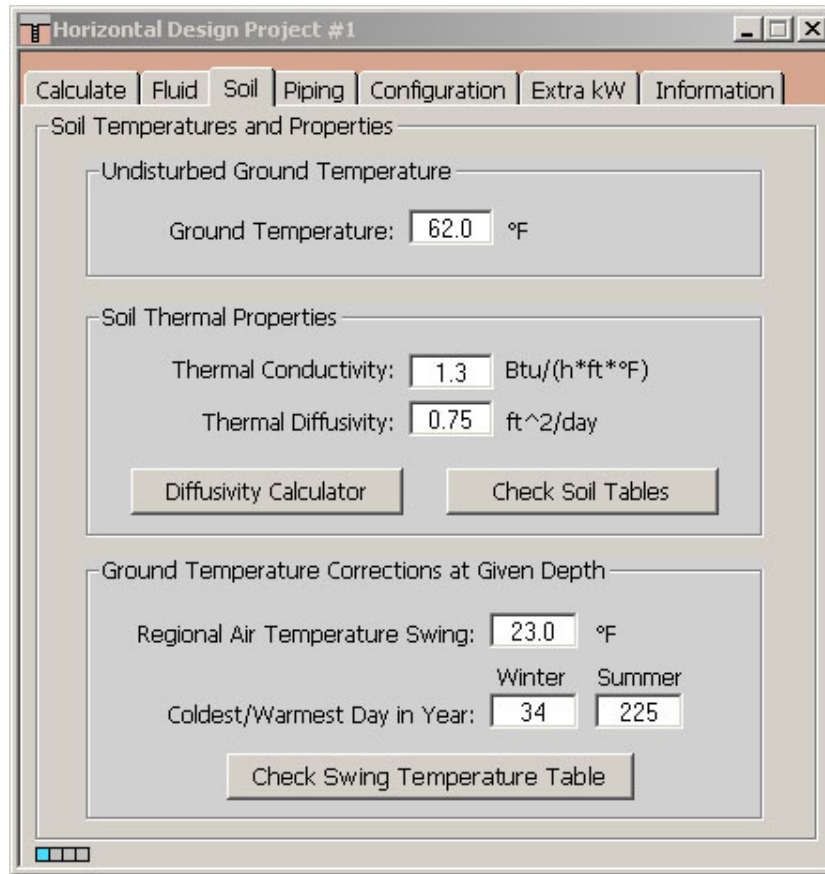 Horizontal Design Project #1
Calculate Fluid Soil Piping Configuration Extra kW Information
Soil Temperatures and Properties
Undisturbed Ground Temperature
Ground Temperature: 62.0 °F
Soil Thermal Properties
Thermal Conductivity: 1.3 Btu/(h*ft*°F)
Thermal Diffusivity: 0.75 ft^2/day
Diffusivity Calculator Check Soil Tables
Ground Temperature Corrections at Given Depth
Regional Air Temperature Swing: 23.0 °F
Winter Summer
Coldest/Warmest Day in Year: 34 225
Check Swing Temperature Table